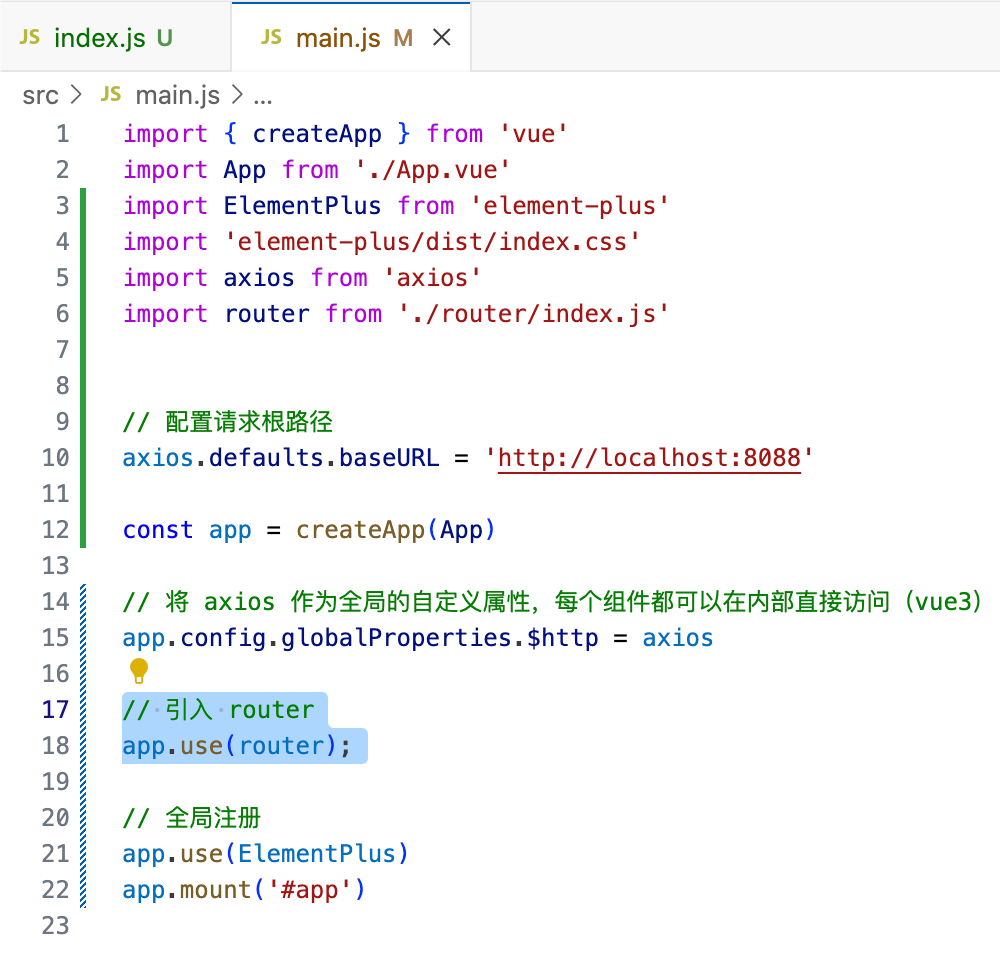 JS index.js U JS main.js M
src > JS main.js > ...
1 import { createApp } from 'vue'
2 import App from './App.vue'
3 import ElementPlus from 'element-plus'
4 import 'element-plus/dist/index.css'
5 import axios from 'axios'
6 import router from './router/index.js'
7
8
9 // 配置请求根路径
10 axios.defaults.baseURL = 'http://localhost:8088'
11
12 const app = createApp(App)
13
14 // 将 axios 作为全局的自定义属性，每个组件都可以在内部直接访问（vue3）
15 app.config.globalProperties.$http = axios
16
17 // 引入 router
18 app.use(router);
19
20 // 全局注册
21 app.use(ElementPlus)
22 app.mount('#app')
23